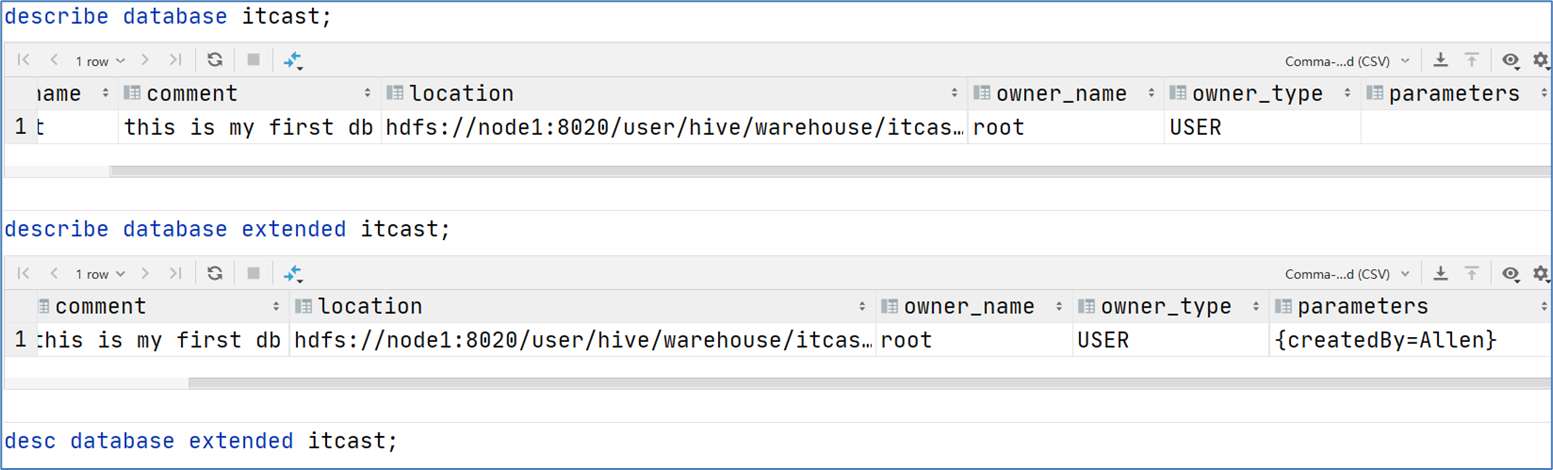 describe database itcast;
1 row Comma-...d (CSV)
name comment location owner_name owner_type parameters
1 t this is my first db hdfs://node1:8020/user/hive/warehouse/itcas... root USER
describe database extended itcast;
1 row Comma-...d (CSV)
comment location owner_name owner_type parameters
1 this is my first db hdfs://node1:8020/user/hive/warehouse/itcas... root USER {createdBy=Allen}
desc database extended itcast;